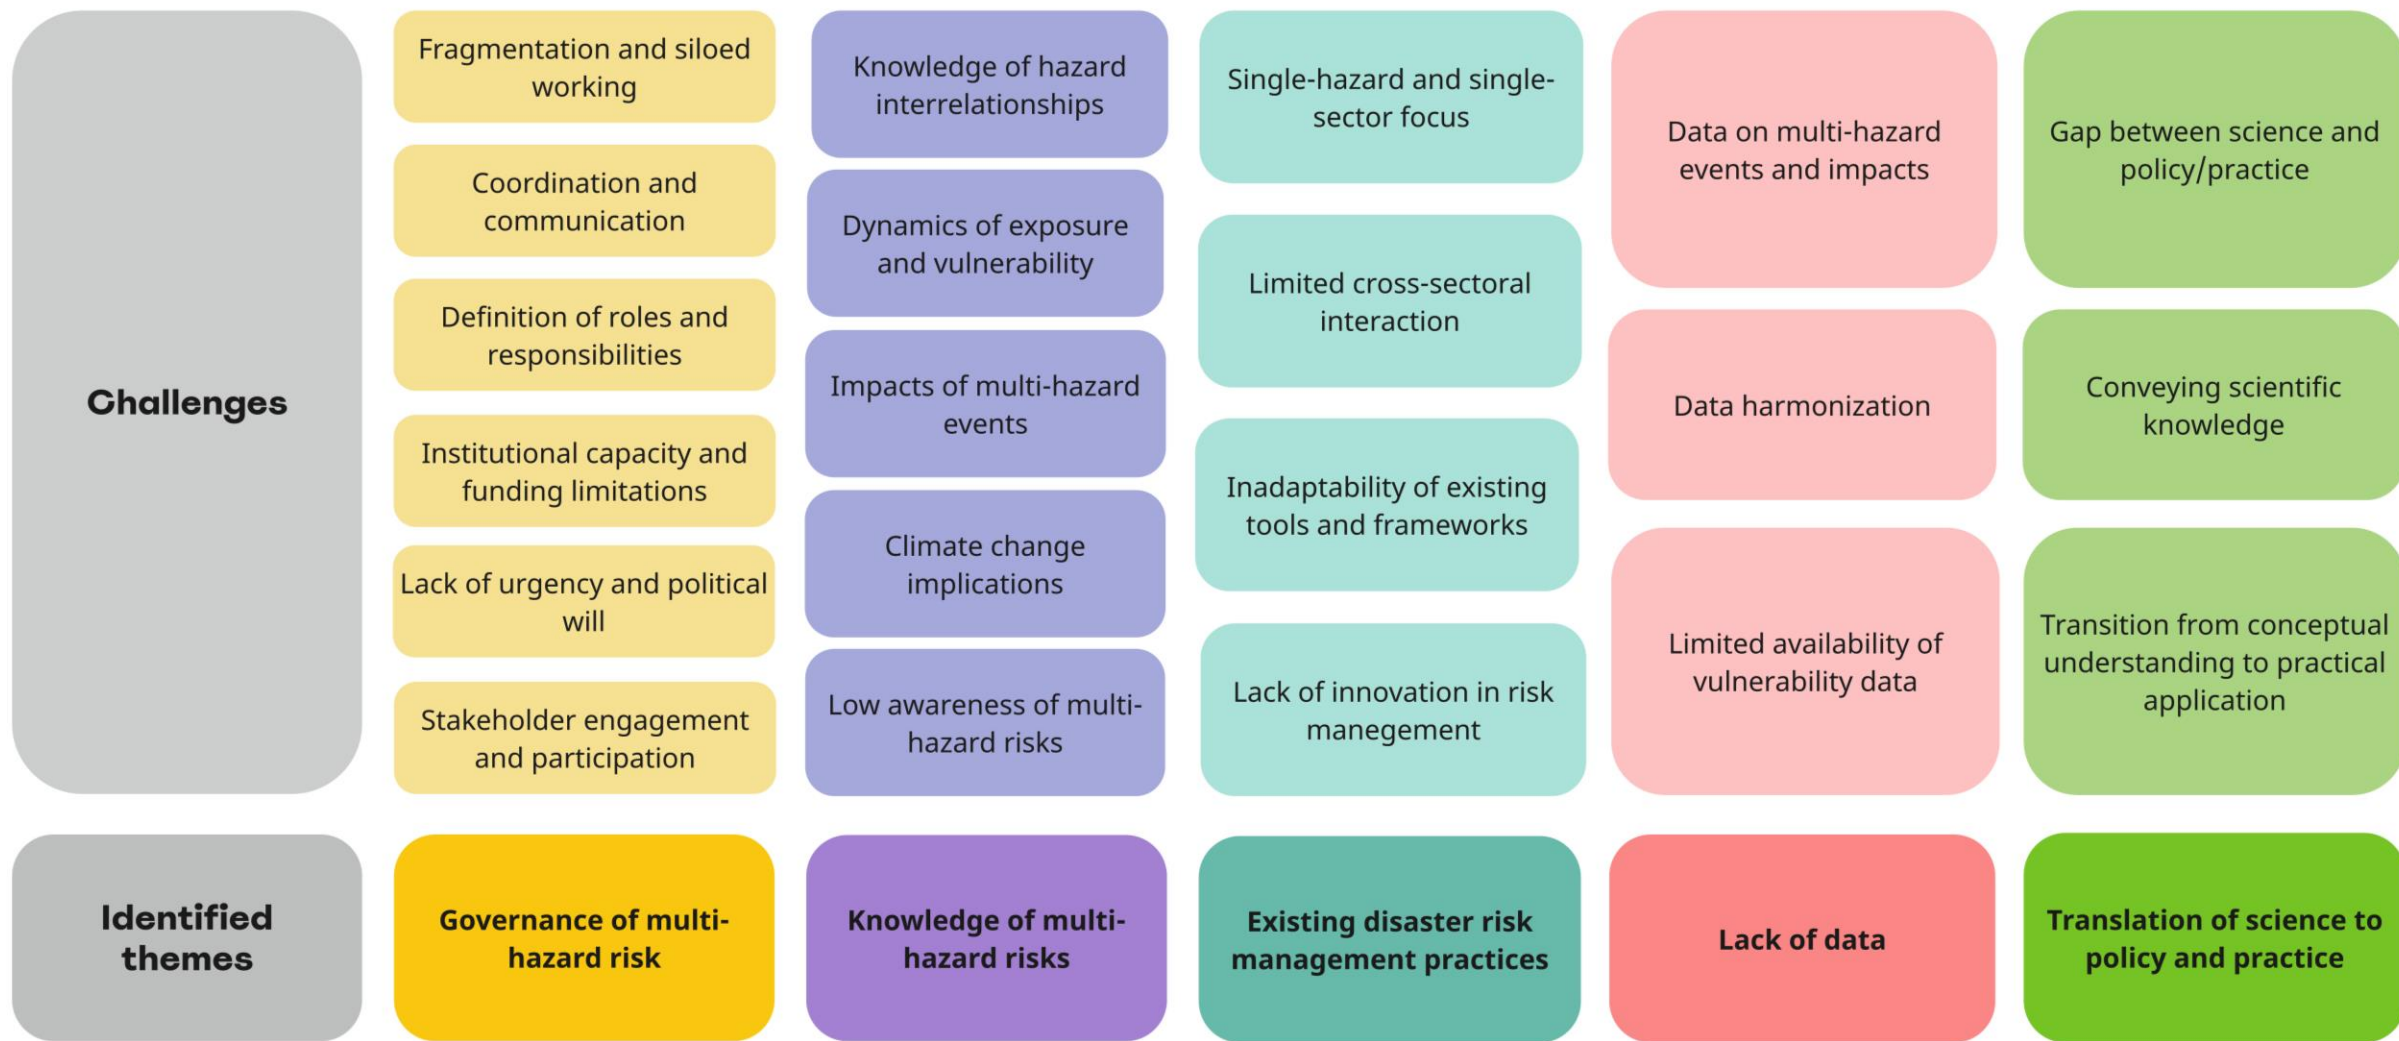 Challenges
Fragmentation and siloed
working
Coordination and
communication
Definition of roles and
responsibilities
Institutional capacity and
funding limitations
Lack of urgency and political
will
Stakeholder engagement
and participation
Knowledge of hazard
interrelationships
Dynamics of exposure
and vulnerability
Impacts of multi-hazard
events
Climate change
implications
Low awareness of multi-
hazard risks
Single-hazard and single-
sector focus
Limited cross-sectoral
interaction
Inadaptability of existing
tools and frameworks
Lack of innovation in risk
manegement
Data on multi-hazard
events and impacts
Data harmonization
Limited availability of
vulnerability data
Gap between science and
policy/practice
Conveying scientific
knowledge
Transition from conceptual
understanding to practical
application
Identified
themes
Governance of multi-
hazard risk
Knowledge of multi-
hazard risks
Existing disaster risk
management practices
Lack of data
Translation of science to
policy and practice